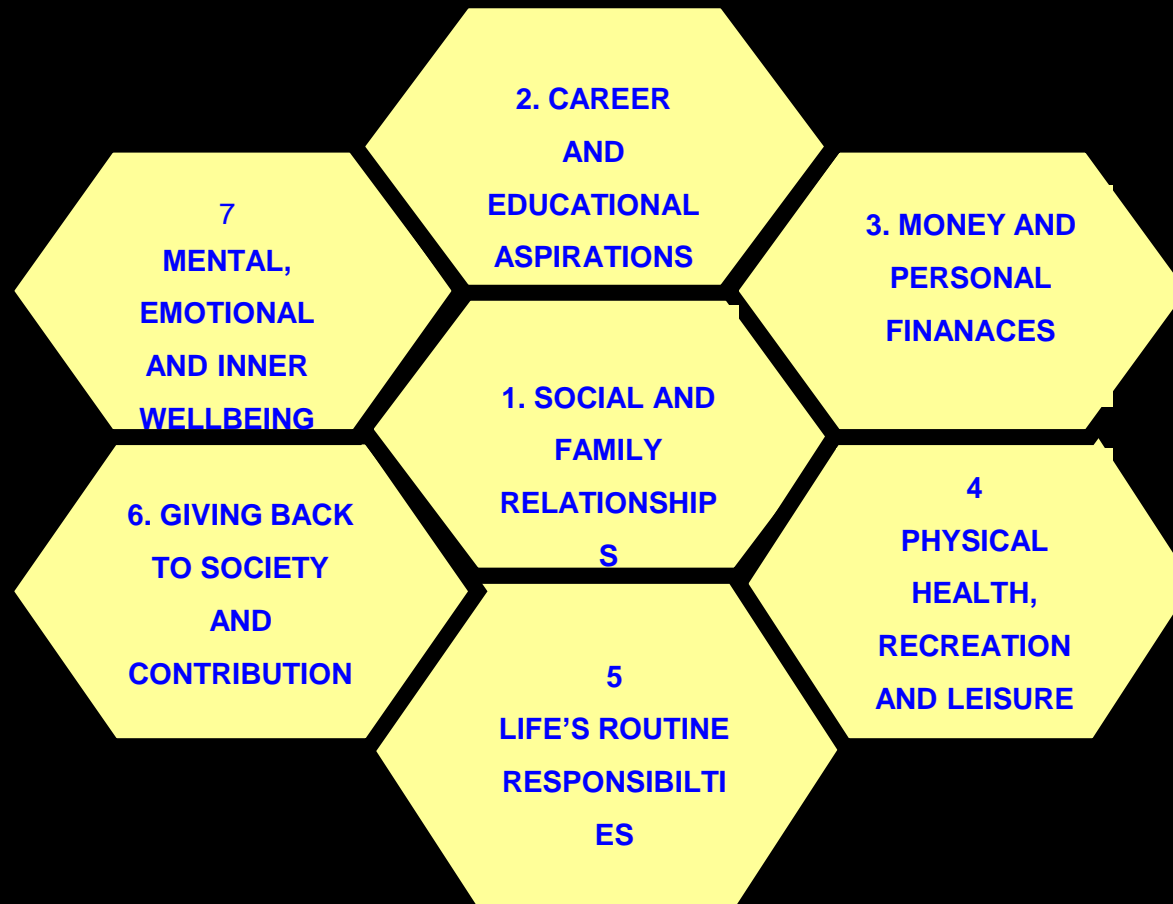 1. SOCIAL AND
FAMILY
RELATIONSHIP
S
2. CAREER
AND
EDUCATIONAL
ASPIRATIONS
3. MONEY AND
PERSONAL
FINANACES
4
PHYSICAL
HEALTH,
RECREATION
AND LEISURE
5
LIFE’S ROUTINE
RESPONSIBILTI
ES
6. GIVING BACK
TO SOCIETY
AND
CONTRIBUTION
7
MENTAL,
EMOTIONAL
AND INNER
WELLBEING